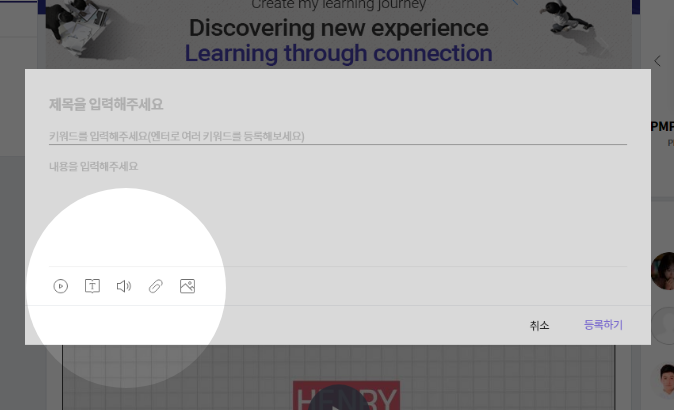 Create my learning journey
Discovering new experience
Learning through connection
제목을 입력해주세요
키워드를 입력해주세요(엔터로 여러 키워드를 등록해보세요)
내용을 입력해주세요
T
취소
등록하기
PMP
HENRY